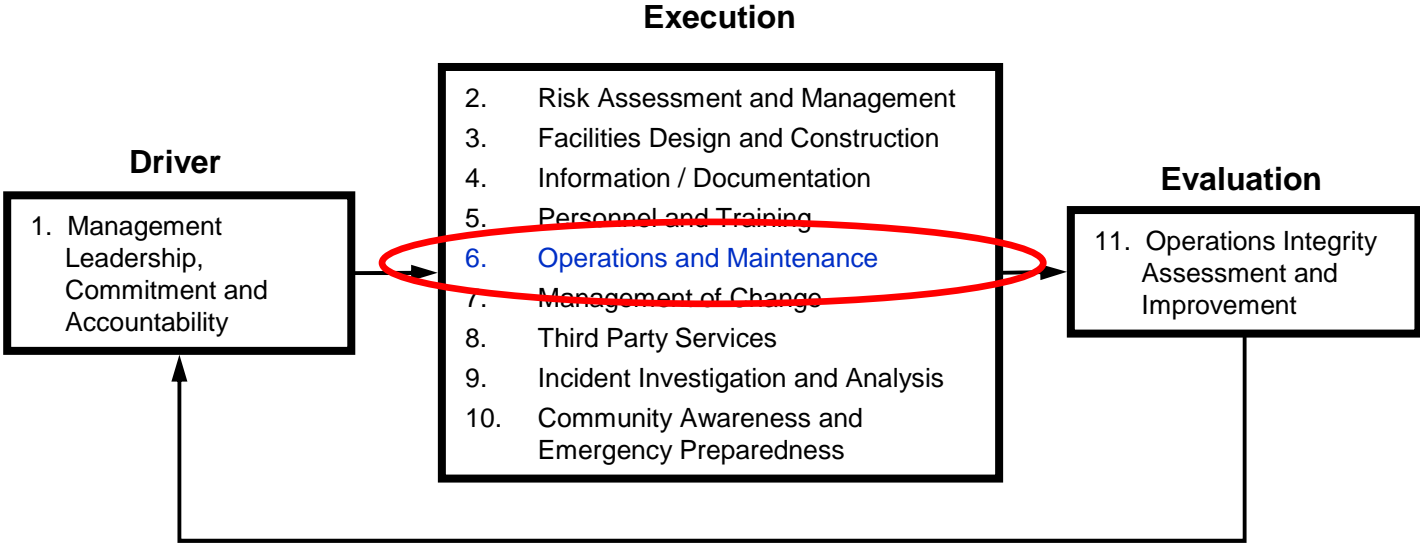 Execution
Driver
1. Management
Leadership,
Commitment and
Accountability
2. Risk Assessment and Management
3. Facilities Design and Construction
4. Information / Documentation
5. Personnel and Training
6. Operations and Maintenance
7. Management of Change
8. Third Party Services
9. Incident Investigation and Analysis
10. Community Awareness and
Emergency Preparedness
Evaluation
11. Operations Integrity
Assessment and
Improvement